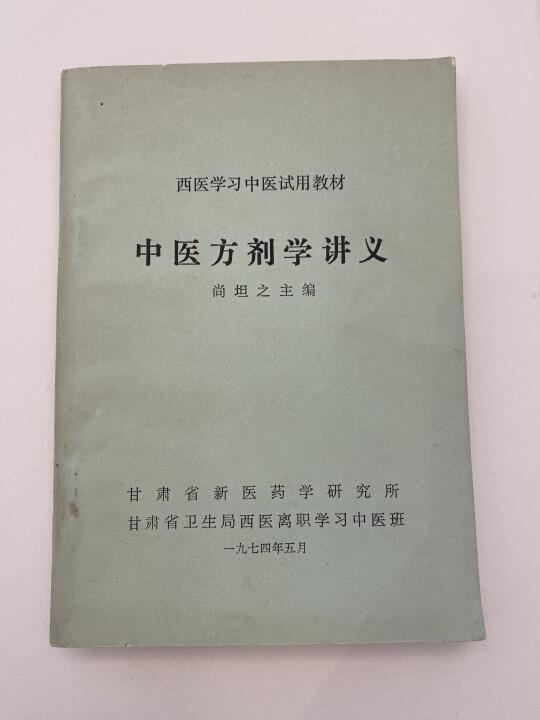 西医学习中医试用教材
中医方剂学讲义
尚坦之主编
甘肃省新医药学研究所
甘肃省卫生局西医离职学习中医班
一九七四年五月